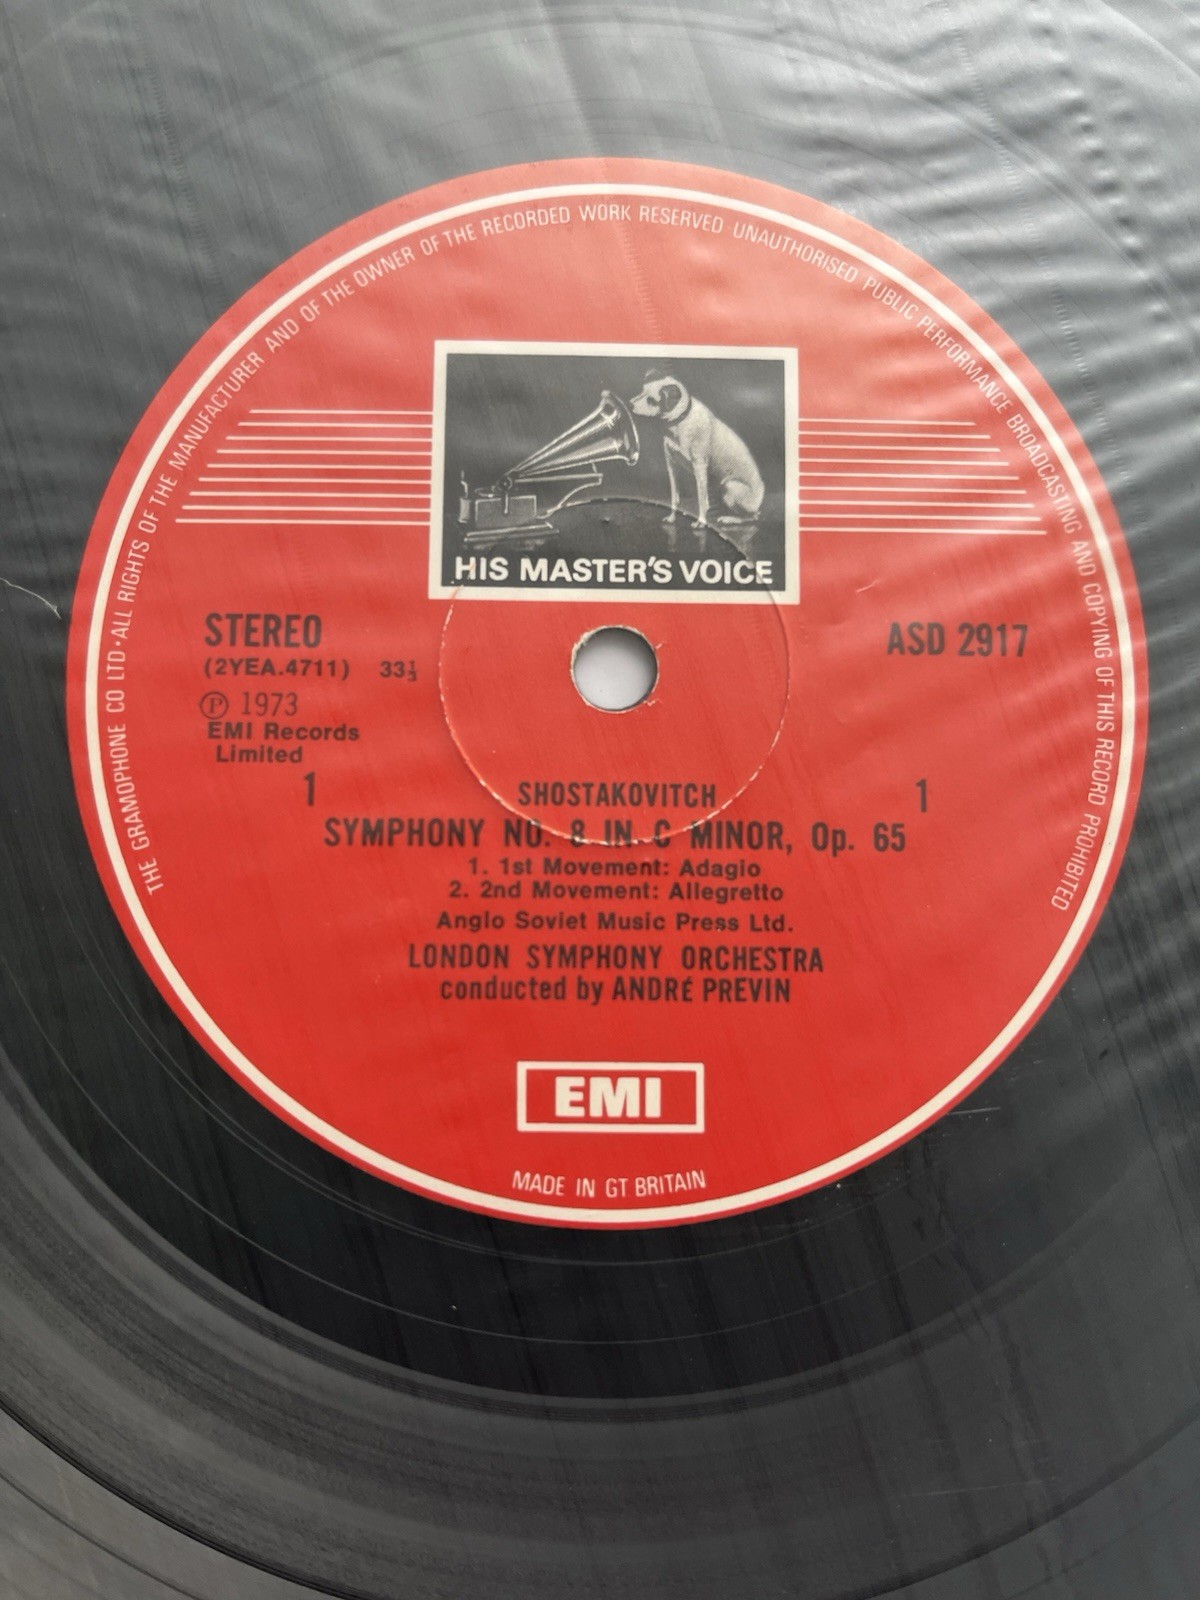 THE GRAMOPHONE CO LTD·ALL RIGHTS OF THE MANUFACTURER AND OF THE OWNER OF THE RECORDED WORK RESERVED UNAUTHORISED PUBLIC PERFORMANCE BROADCASTING AND COPYING OF THIS RECORD PROHIBITED
HIS MASTER'S VOICE
STEREO
(2YEA.4711) 33⅓
Ⓟ 1973
EMI Records
Limited
ASD 2917
1
1
SHOSTAKOVITCH
SYMPHONY NO. 8 IN C MINOR, Op. 65
1. 1st Movement: Adagio
2. 2nd Movement: Allegretto
Anglo Soviet Music Press Ltd.
LONDON SYMPHONY ORCHESTRA
conducted by ANDRÉ PREVIN
EMI
MADE IN GT BRITAIN